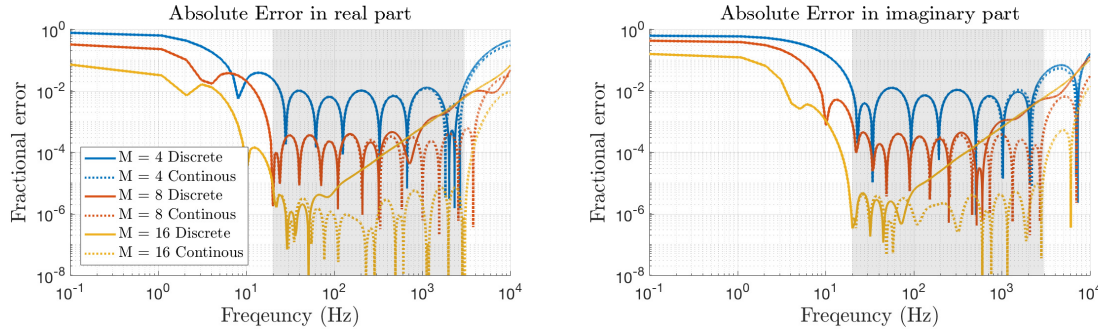 Absolute Error in real part
Fractional error
10^0
10^-2
10^-4
10^-6
10^-8
M = 4 Discrete
M = 4 Continous
M = 8 Discrete
M = 8 Continous
M = 16 Discrete
M = 16 Continous
10^-1
10^0
10^1
10^2
10^3
10^4
Freqeuncy (Hz)
Absolute Error in imaginary part
Fractional error
10^0
10^-2
10^-4
10^-6
10^-8
10^-1
10^0
10^1
10^2
10^3
10^4
Freqeuncy (Hz)